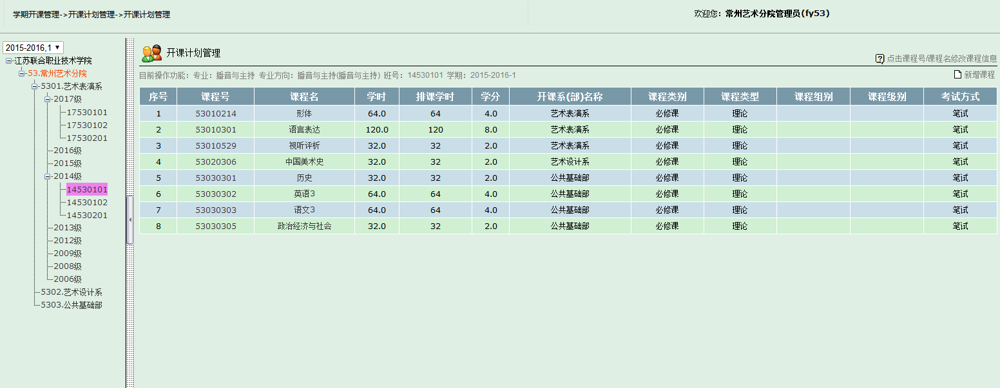 学期开课管理->开课计划管理->开课计划管理
欢迎您：常州艺术分院管理员(fy53)
2015-2016,1
江苏联合职业技术学院
53.常州艺术分院
5301.艺术表演系
2017级
17530101
17530102
17530201
2016级
2015级
2014级
14530101
14530102
14530201
2013级
2012级
2009级
2008级
2006级
5302.艺术设计系
5303.公共基础部
开课计划管理
点击课程号/课程名修改课程信息
目前操作功能：专业：播音与主持 专业方向：播音与主持(播音与主持) 班号：14530101 学期：2015-2016-1
新增课程
序号 课程号 课程名 学时 排课学时 学分 开课系(部)名称 课程类别 课程类型 课程组别 课程级别 考试方式
1 53010214 形体 64.0 64 4.0 艺术表演系 必修课 理论 笔试
2 53010301 语言表达 120.0 120 8.0 艺术表演系 必修课 理论 笔试
3 53010529 视听评析 32.0 32 2.0 艺术表演系 必修课 理论 笔试
4 53020306 中国美术史 32.0 32 2.0 艺术设计系 必修课 理论 笔试
5 53030301 历史 32.0 32 2.0 公共基础部 必修课 理论 笔试
6 53030302 英语3 64.0 64 4.0 公共基础部 必修课 理论 笔试
7 53030303 语文3 64.0 64 4.0 公共基础部 必修课 理论 笔试
8 53030305 政治经济与社会 32.0 32 2.0 公共基础部 必修课 理论 笔试